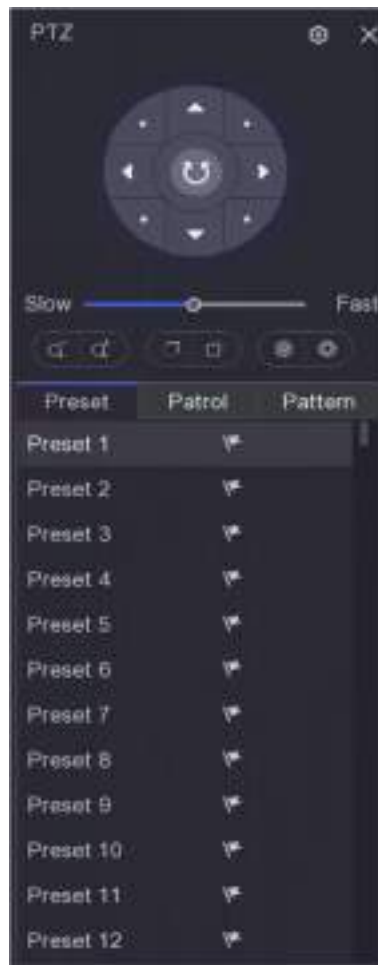 PTZ
Slow Fast
Preset Patrol Pattern
Preset 1
Preset 2
Preset 3
Preset 4
Preset 5
Preset 6
Preset 7
Preset 8
Preset 9
Preset 10
Preset 11
Preset 12